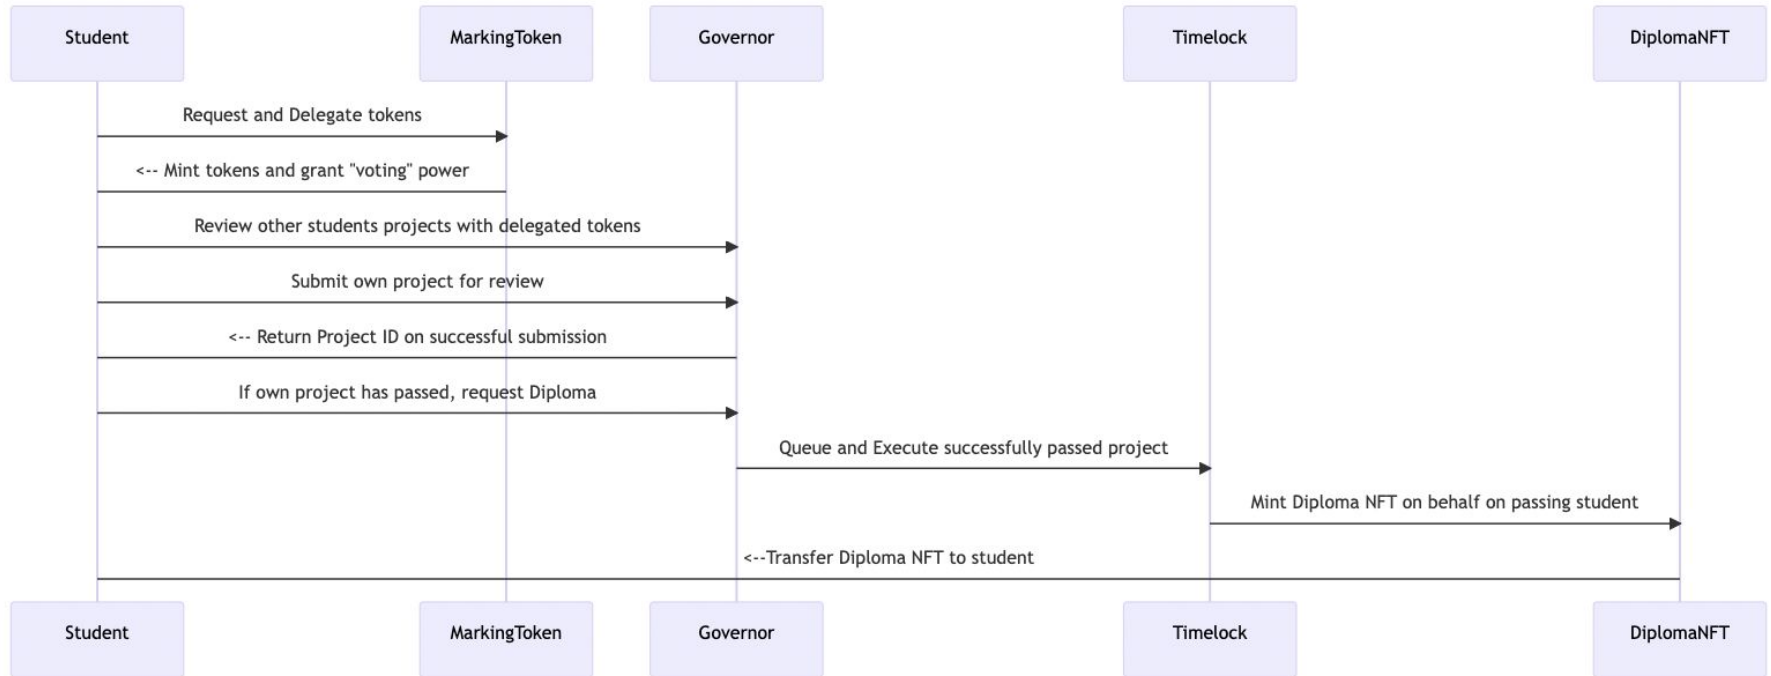 Student
MarkingToken
Governor
Timelock
DiplomaNFT
Request and Delegate tokens
<-- Mint tokens and grant "voting" power
Review other students projects with delegated tokens
Submit own project for review
<-- Return Project ID on successful submission
If own project has passed, request Diploma
Queue and Execute successfully passed project
Mint Diploma NFT on behalf on passing student
<--Transfer Diploma NFT to student
Student
MarkingToken
Governor
Timelock
DiplomaNFT